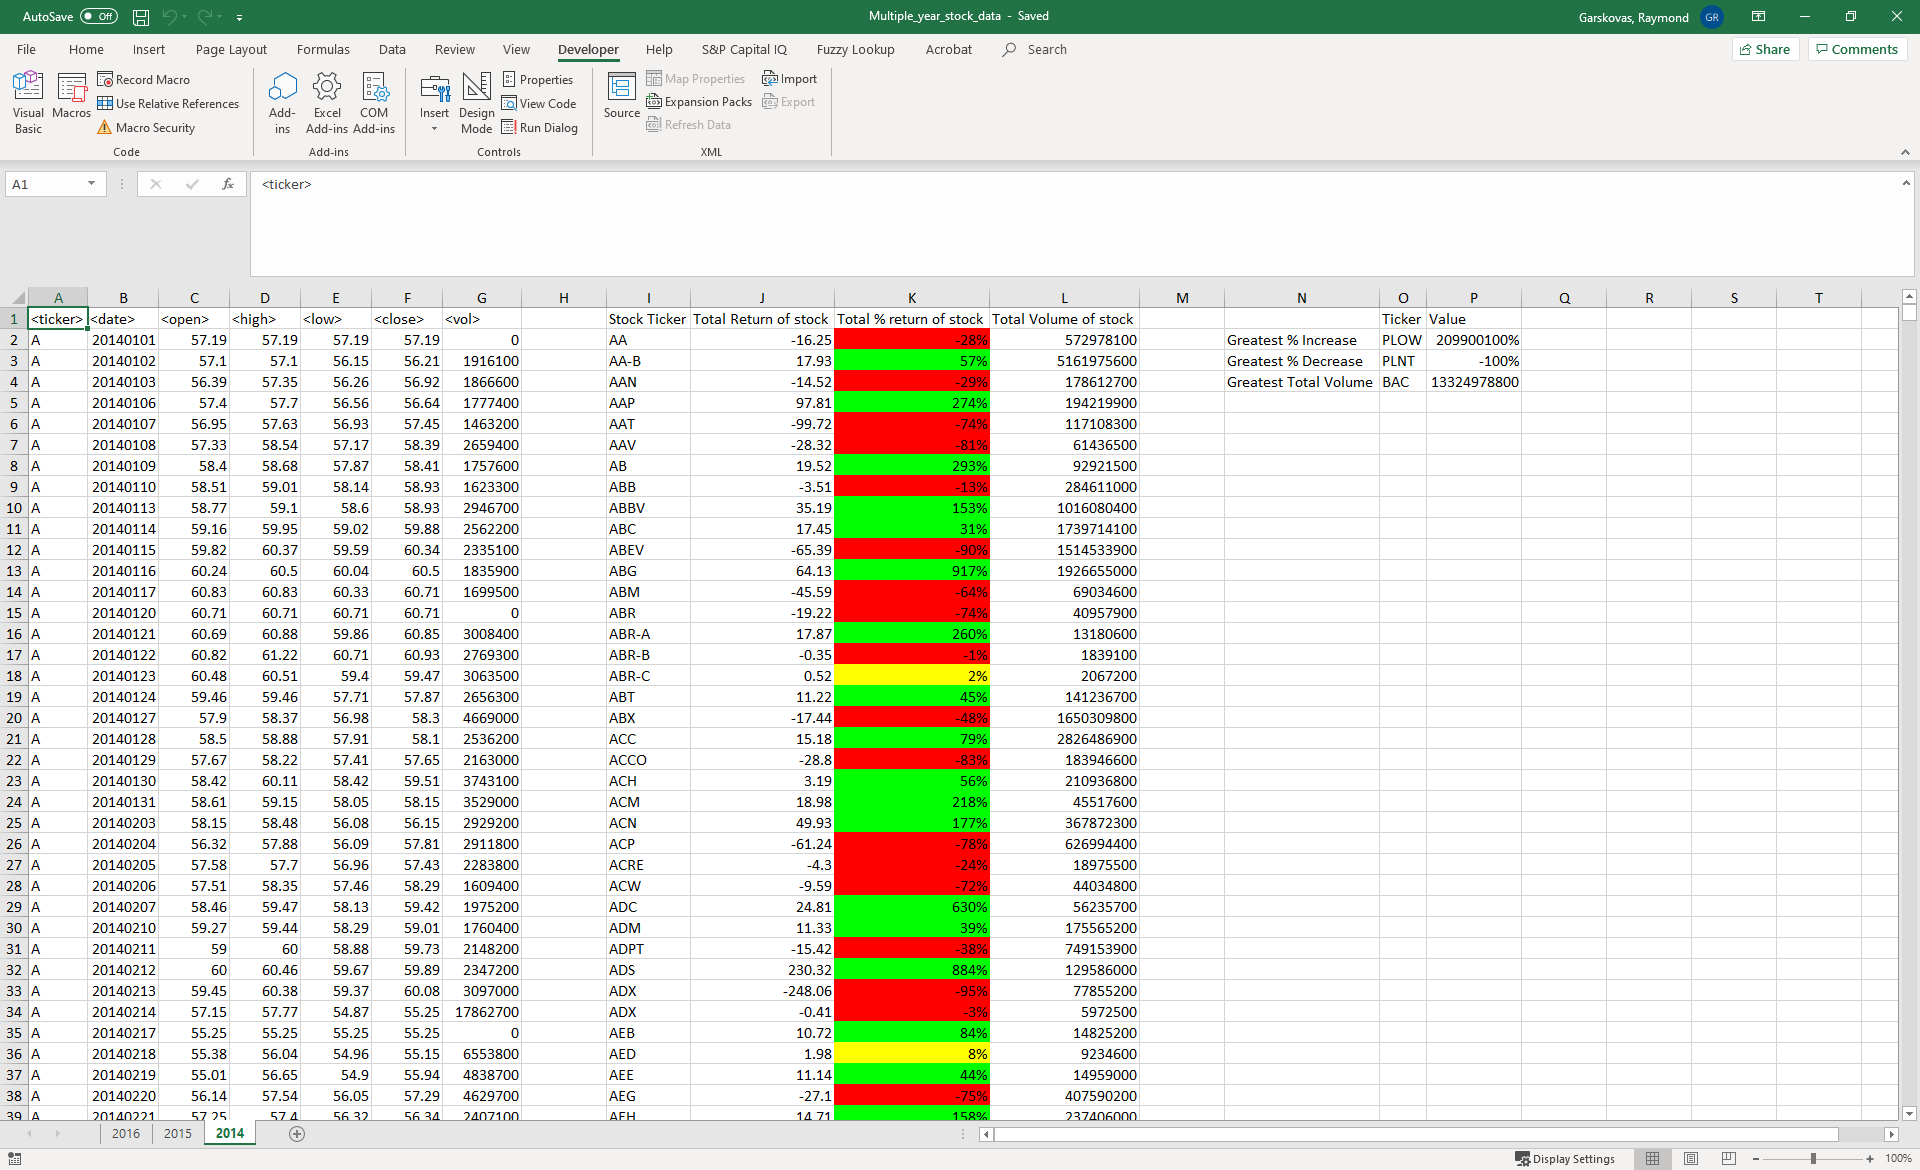 AutoSave Off Multiple_year_stock_data - Saved Garskovas, Raymond GR
File Home Insert Page Layout Formulas Data Review View Developer Help S&P Capital IQ Fuzzy Lookup Acrobat Search Share Comments
Visual Basic Macros Record Macro Use Relative References Macro Security Code
Add-ins Excel Add-ins COM Add-ins Add-ins
Insert Design Mode Properties View Code Run Dialog Controls
Source Map Properties Expansion Packs Refresh Data Import Export XML
A1 fx <ticker>
A B C D E F G H I J K L M N O P Q R S T
1 <ticker> <date> <open> <high> <low> <close> <vol> Stock Ticker Total Return of stock Total % return of stock Total Volume of stock Ticker Value
2 A 20140101 57.19 57.19 57.19 57.19 0 AA -16.25 -28% 572978100 Greatest % Increase PLOW 209900100%
3 A 20140102 57.1 57.1 56.15 56.21 1916100 AA-B 17.93 57% 5161975600 Greatest % Decrease PLNT -100%
4 A 20140103 56.39 57.35 56.26 56.92 1866600 AAN -14.52 -29% 178612700 Greatest Total Volume BAC 13324978800
5 A 20140106 57.4 57.7 56.56 56.64 1777400 AAP 97.81 274% 194219900
6 A 20140107 56.95 57.63 56.93 57.45 1463200 AAT -99.72 -74% 117108300
7 A 20140108 57.33 58.54 57.17 58.39 2659400 AAV -28.32 -81% 61436500
8 A 20140109 58.4 58.68 57.87 58.41 1757600 AB 19.52 293% 92921500
9 A 20140110 58.51 59.01 58.14 58.93 1623300 ABB -3.51 -13% 284611000
10 A 20140113 58.77 59.1 58.6 58.93 2946700 ABBV 35.19 153% 1016080400
11 A 20140114 59.16 59.95 59.02 59.88 2562200 ABC 17.45 31% 1739714100
12 A 20140115 59.82 60.37 59.59 60.34 2335100 ABEV -65.39 -90% 1514533900
13 A 20140116 60.24 60.5 60.04 60.5 1835900 ABG 64.13 917% 1926655000
14 A 20140117 60.83 60.83 60.33 60.71 1699500 ABM -45.59 -64% 69034600
15 A 20140120 60.71 60.71 60.71 60.71 0 ABR -19.22 -74% 40957900
16 A 20140121 60.69 60.88 59.86 60.85 3008400 ABR-A 17.87 260% 13180600
17 A 20140122 60.82 61.22 60.71 60.93 2769300 ABR-B -0.35 -1% 1839100
18 A 20140123 60.48 60.51 59.4 59.47 3063500 ABR-C 0.52 2% 2067200
19 A 20140124 59.46 59.46 57.71 57.87 2656300 ABT 11.22 45% 141236700
20 A 20140127 57.9 58.37 56.98 58.3 4669000 ABX -17.44 -48% 1650309800
21 A 20140128 58.5 58.88 57.91 58.1 2536200 ACC 15.18 79% 2826486900
22 A 20140129 57.67 58.22 57.41 57.65 2163000 ACCO -28.8 -83% 183946600
23 A 20140130 58.42 60.11 58.42 59.51 3743100 ACH 3.19 56% 210936800
24 A 20140131 58.61 59.15 58.05 58.15 3529000 ACM 18.98 218% 45517600
25 A 20140203 58.15 58.48 56.08 56.15 2929200 ACN 49.93 177% 367872300
26 A 20140204 56.32 57.88 56.09 57.81 2911800 ACP -61.24 -78% 626994400
27 A 20140205 57.58 57.7 56.96 57.43 2283800 ACRE -4.3 -24% 18975500
28 A 20140206 57.51 58.35 57.46 58.29 1609400 ACW -9.59 -72% 44034800
29 A 20140207 58.46 59.47 58.13 59.42 1975200 ADC 24.81 630% 56235700
30 A 20140210 59.27 59.44 58.29 59.01 1760400 ADM 11.33 39% 175565200
31 A 20140211 59 60 58.88 59.73 2148200 ADPT -15.42 -38% 749153900
32 A 20140212 60 60.46 59.67 59.89 2347200 ADS 230.32 884% 129586000
33 A 20140213 59.45 60.38 59.37 60.08 3097000 ADX -248.06 -95% 77855200
34 A 20140214 57.15 57.77 54.87 55.25 17862700 ADX -0.41 -3% 5972500
35 A 20140217 55.25 55.25 55.25 55.25 0 AEB 10.72 84% 14825200
36 A 20140218 55.38 56.04 54.96 55.15 6553800 AED 1.98 8% 9234600
37 A 20140219 55.01 56.65 54.9 55.94 4838700 AEE 11.14 44% 14959000
38 A 20140220 56.14 57.54 56.05 57.29 4629700 AEG -27.1 -75% 407590200
39 A 20140221 57.25 57.4 56.32 56.34 2407100 AEH 14.71 158% 237406000
2016 2015 2014
Display Settings 100%